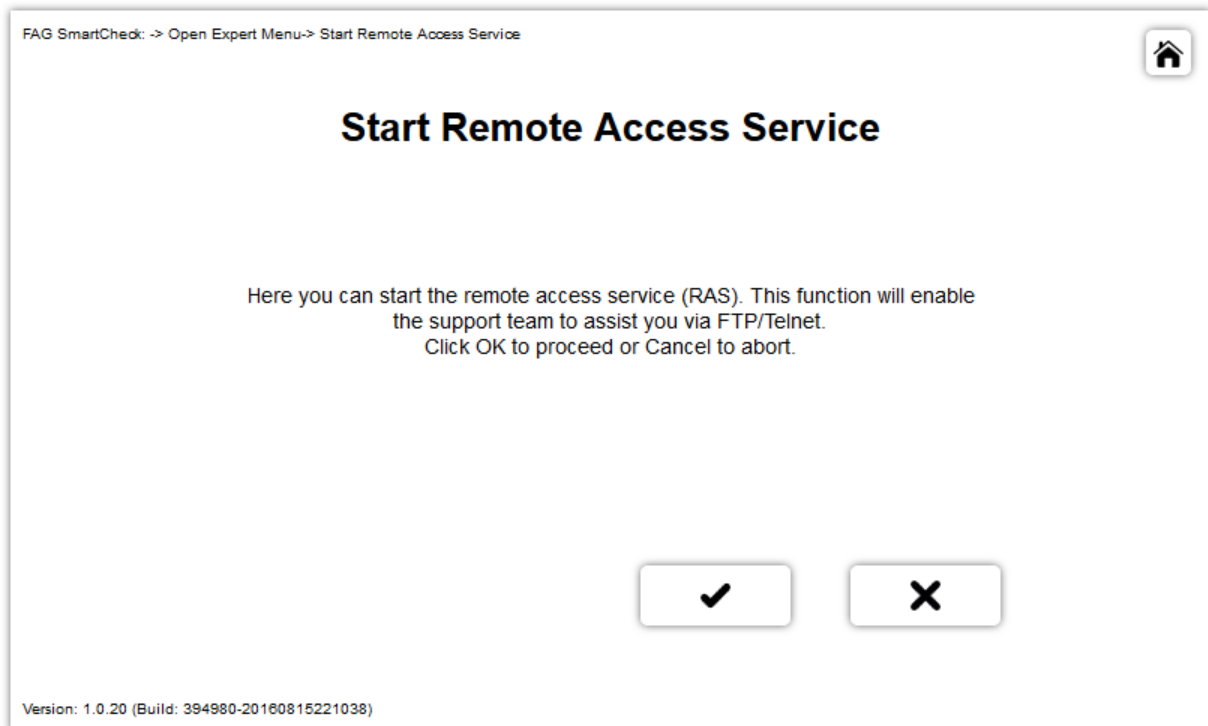 FAG SmartCheck: -> Open Expert Menu-> Start Remote Access Service
Start Remote Access Service
Here you can start the remote access service (RAS). This function will enable
the support team to assist you via FTP/Telnet.
Click OK to proceed or Cancel to abort.
Version: 1.0.20 (Build: 394980-20160815221038)